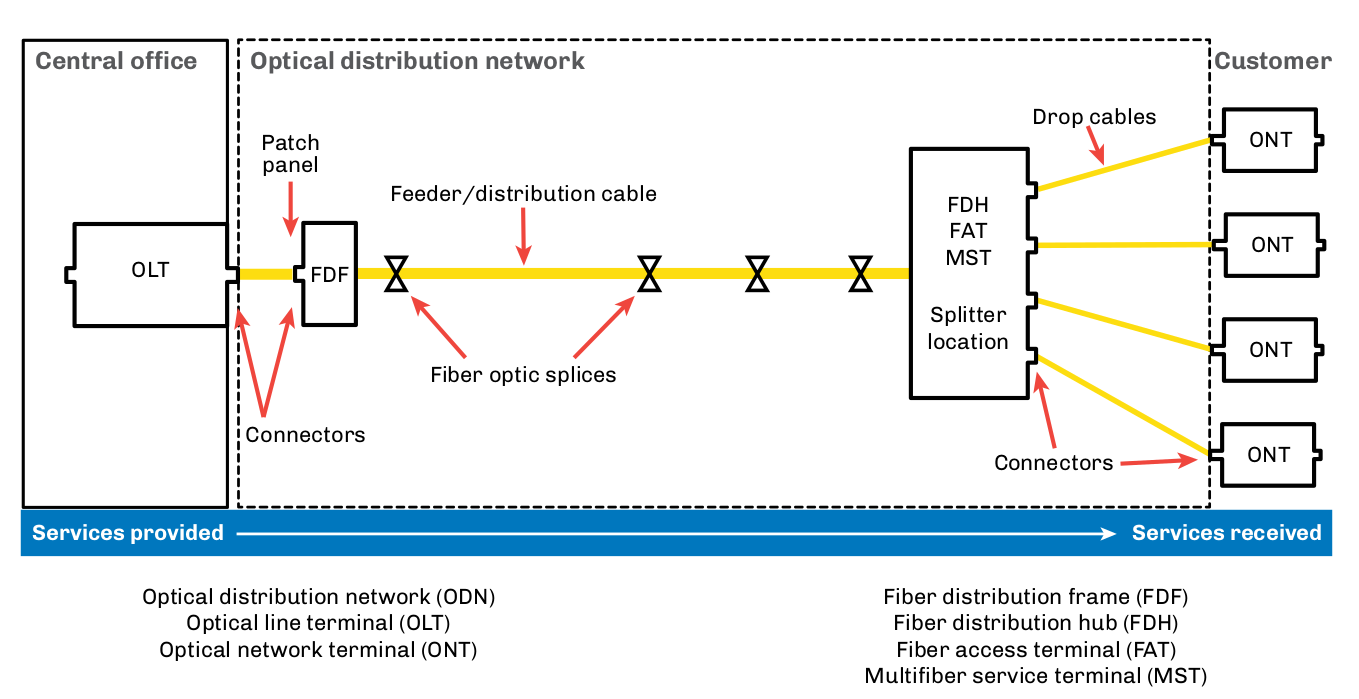 Central office
Optical distribution network
Customer
Patch
panel
Feeder/distribution cable
Drop cables
OLT
FDF
FDH
FAT
MST
Splitter
location
ONT
ONT
ONT
ONT
Fiber optic splices
Connectors
Connectors
Services provided
Services received
Optical distribution network (ODN)
Optical line terminal (OLT)
Optical network terminal (ONT)
Fiber distribution frame (FDF)
Fiber distribution hub (FDH)
Fiber access terminal (FAT)
Multifiber service terminal (MST)